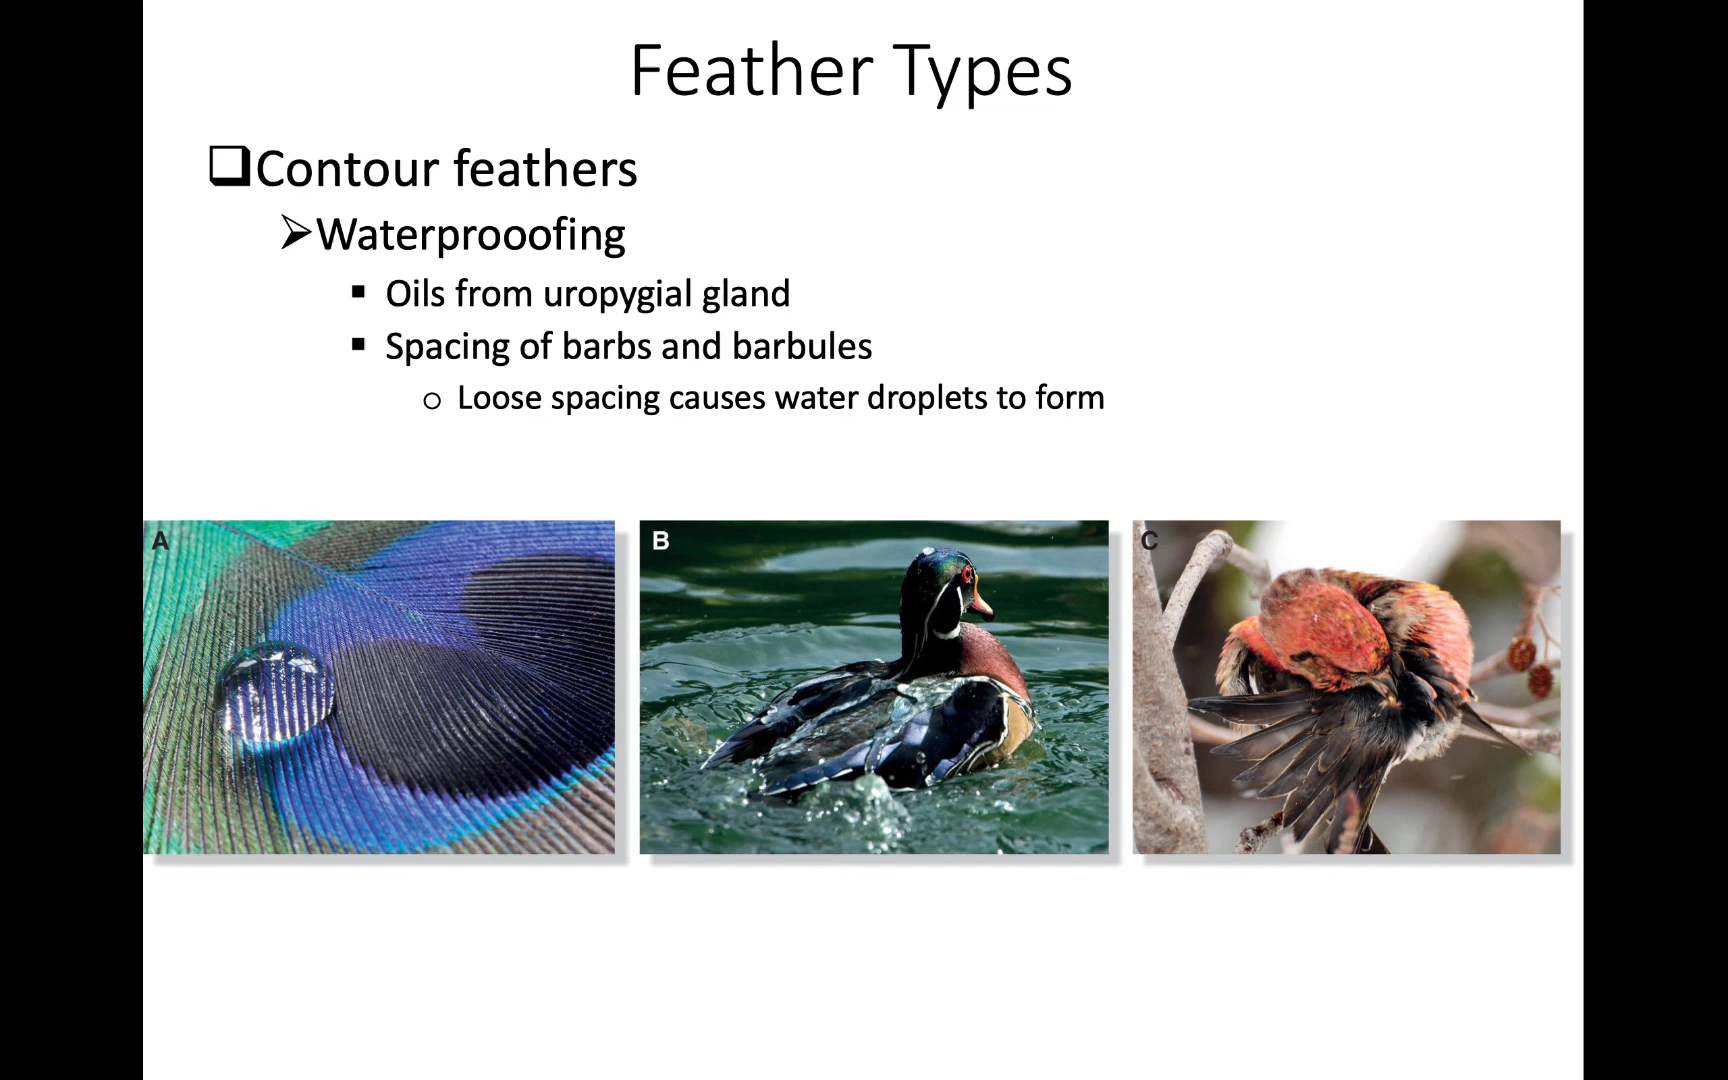 Feather Types
❑Contour feathers
➢Waterprooofing
▪ Oils from uropygial gland
▪ Spacing of barbs and barbules
o Loose spacing causes water droplets to form
A B C